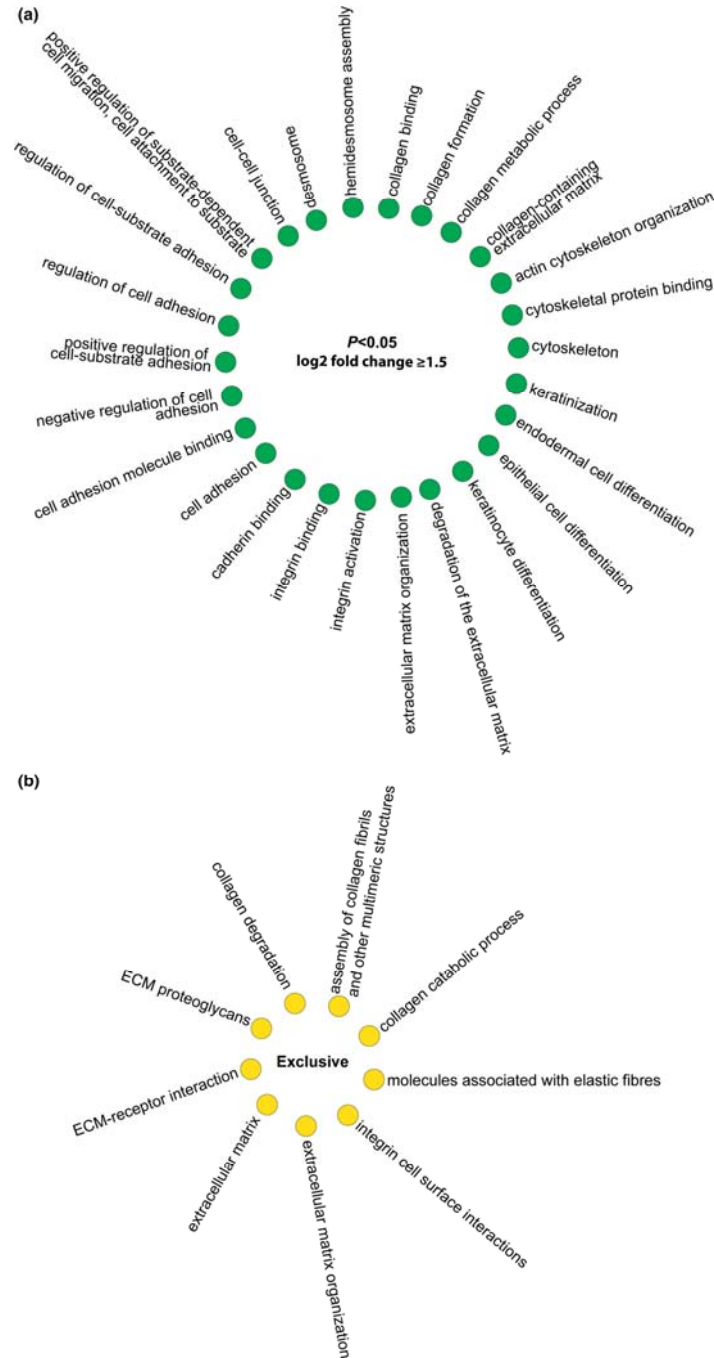 (a)
hemidesmosome assembly
collagen binding
collagen formation
collagen metabolic process
collagen-containing
extracellular matrix
actin cytoskeleton organization
cytoskeletal protein binding
cytoskeleton
keratinization
endodermal cell differentiation
epithelial cell differentiation
keratinocyte differentiation
degradation of the extracellular matrix
extracellular matrix organization
integrin activation
integrin binding
cadherin binding
cell adhesion
cell adhesion molecule binding
negative regulation of cell
adhesion
positive regulation of
cell-substrate adhesion
regulation of cell adhesion
regulation of cell-substrate adhesion
positive regulation of substrate-dependent
cell migration, cell attachment to substrate
cell-cell junction
desmosome
P<0.05
log2 fold change ≥1.5
(b)
assembly of collagen fibrils
and other multimeric structures
collagen catabolic process
molecules associated with elastic fibres
integrin cell surface interactions
extracellular matrix organization
extracellular matrix
ECM-receptor interaction
ECM proteoglycans
collagen degradation
Exclusive